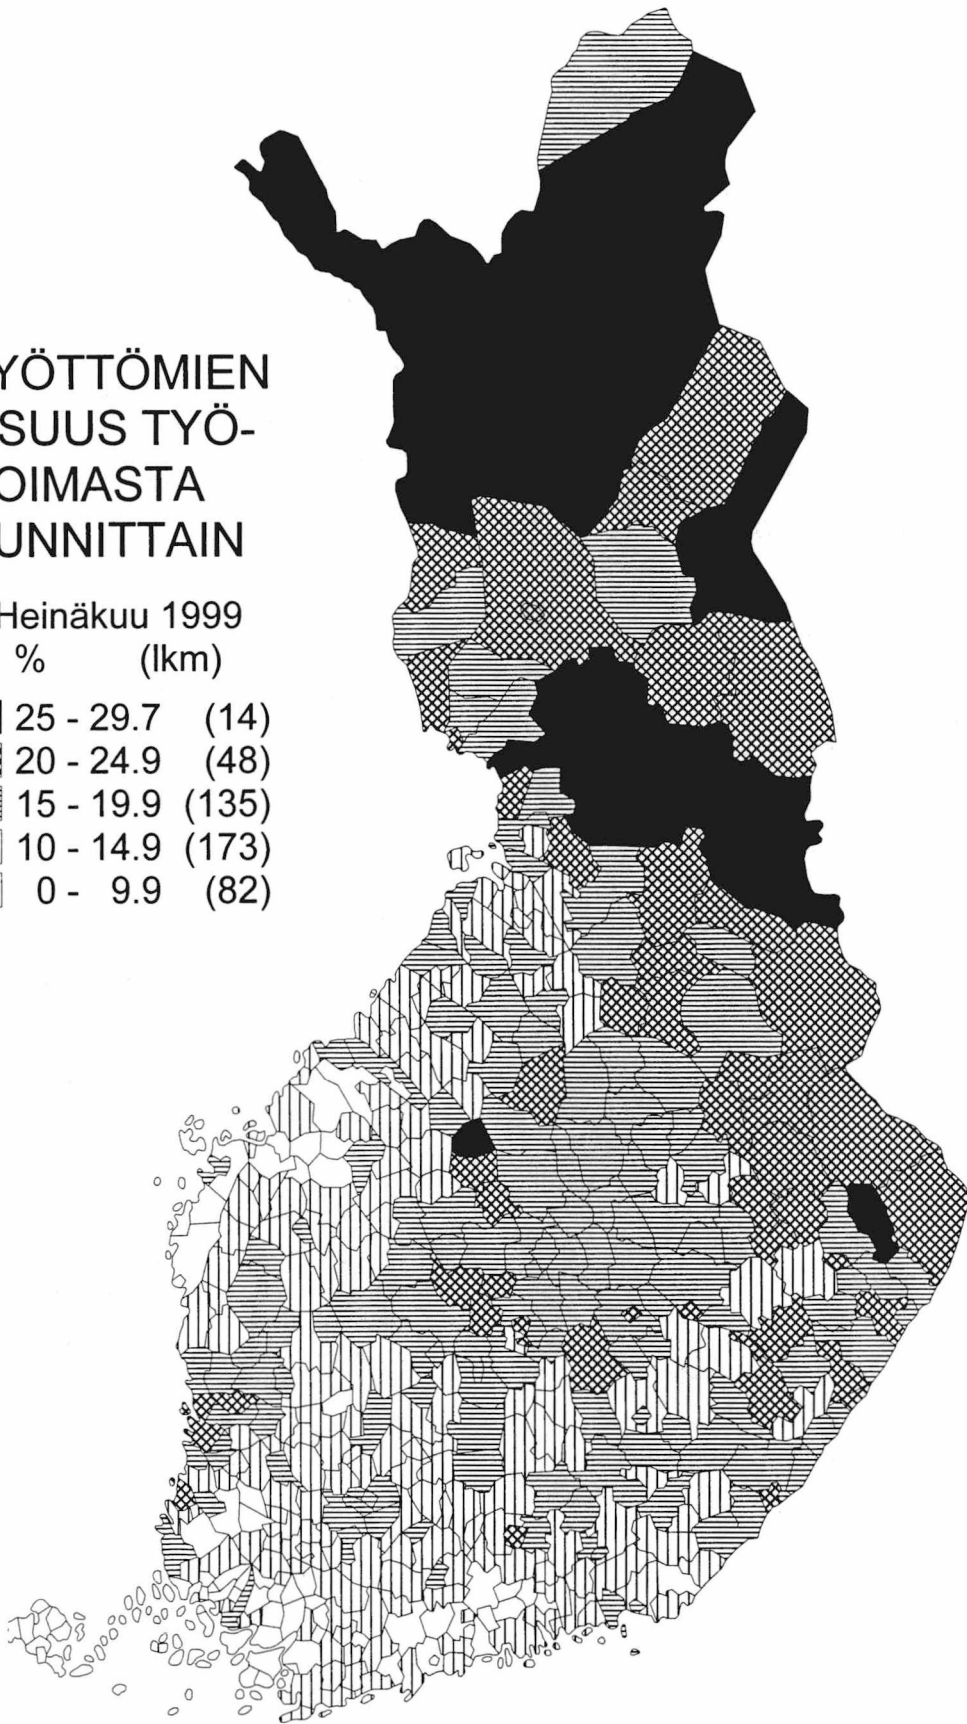 YÖTTÖMIEN
SUUS TYÖ-
OIMASTA
UNNITTAIN
Heinäkuu 1999
% (lkm)
25 - 29.7 (14)
20 - 24.9 (48)
15 - 19.9 (135)
10 - 14.9 (173)
0 - 9.9 (82)